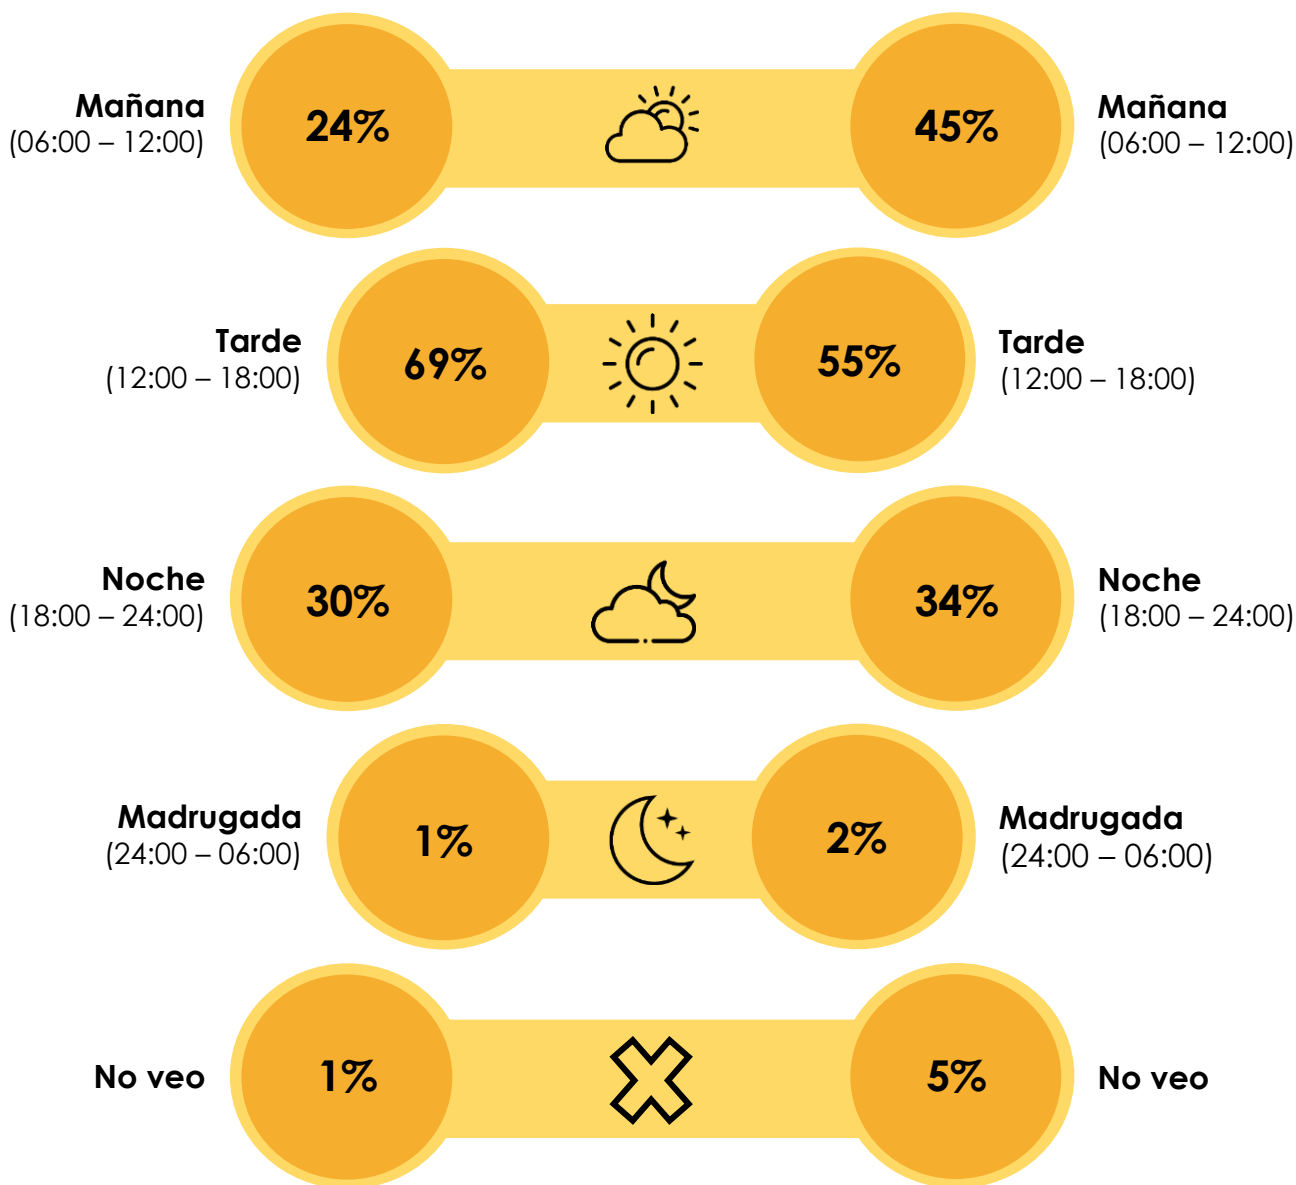 Mañana
(06:00 – 12:00)
24%
45%
Mañana
(06:00 – 12:00)
Tarde
(12:00 – 18:00)
69%
55%
Tarde
(12:00 – 18:00)
Noche
(18:00 – 24:00)
30%
34%
Noche
(18:00 – 24:00)
Madrugada
(24:00 – 06:00)
1%
2%
Madrugada
(24:00 – 06:00)
No veo
1%
5%
No veo